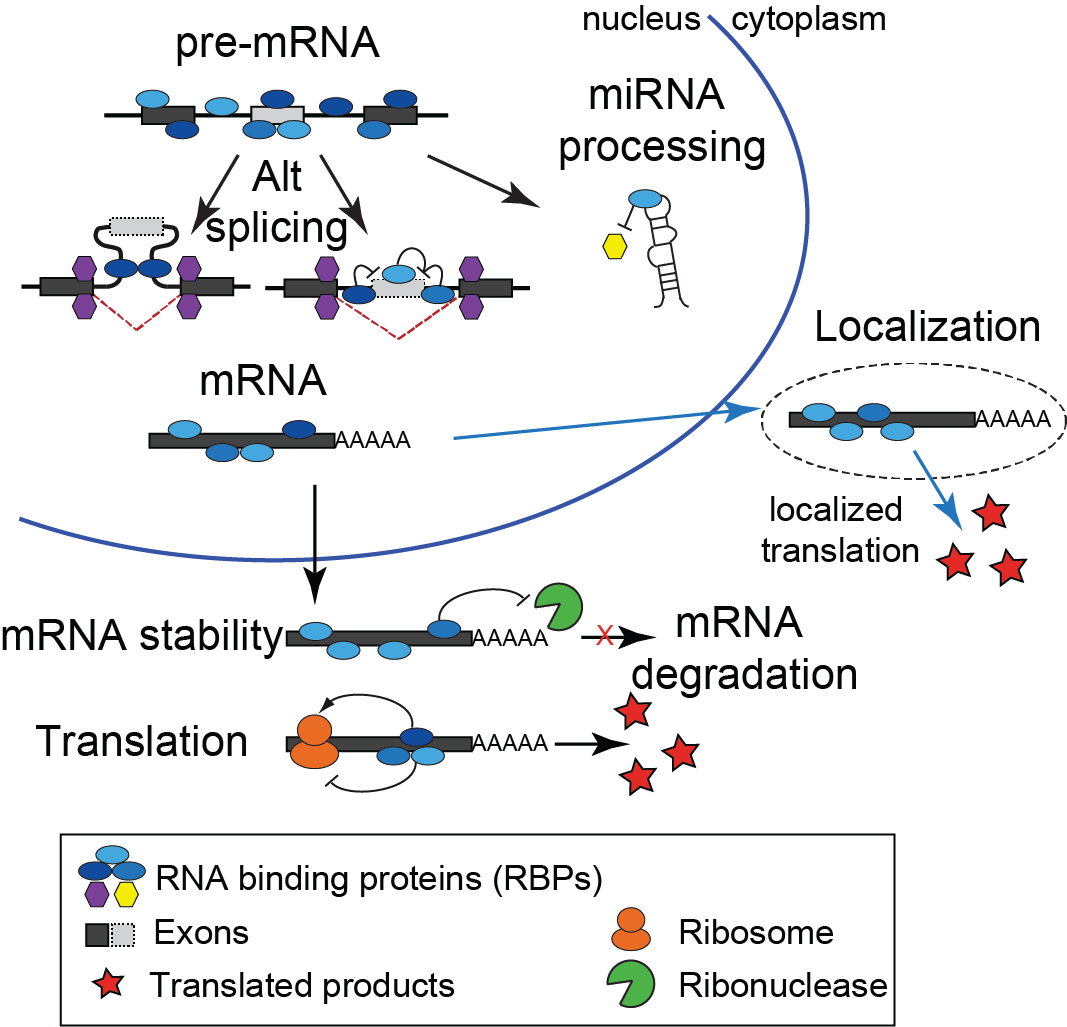 nucleus
cytoplasm
pre-mRNA
miRNA
processing
Alt
splicing
Localization
mRNA
AAAAA
AAAAA
localized
translation
mRNA stability
AAAAA
X
mRNA
degradation
Translation
AAAAA
RNA binding proteins (RBPs)
Exons
Ribosome
Translated products
Ribonuclease